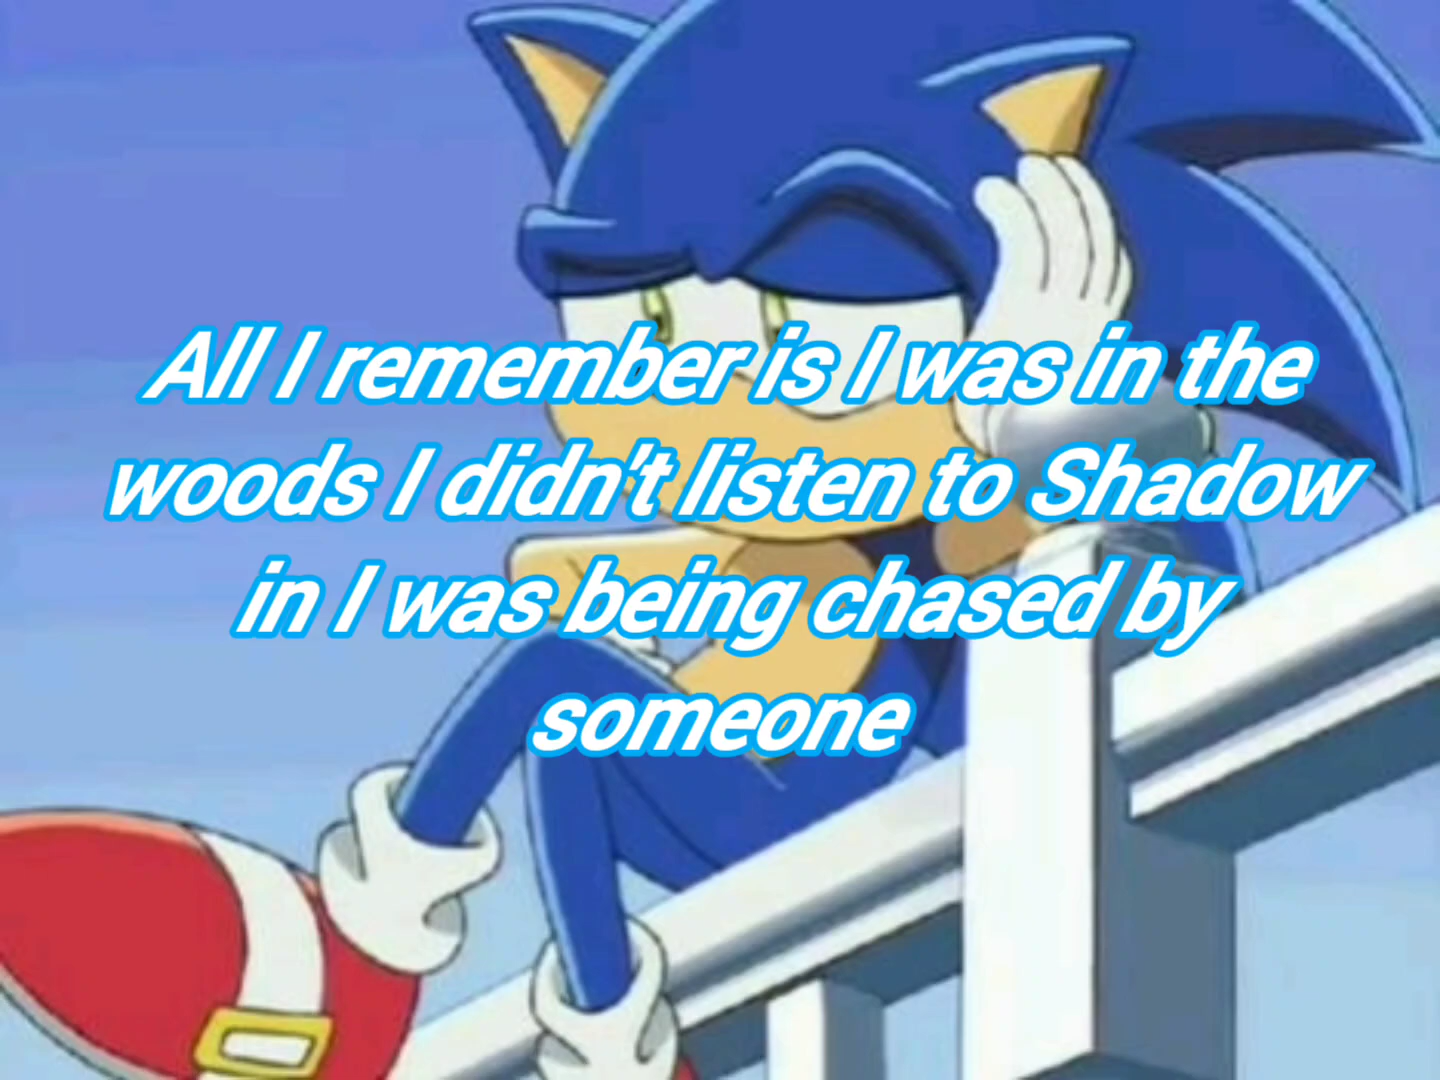 All I remember is I was in the
woods I didn't listen to Shadow
in I was being chased by
someone